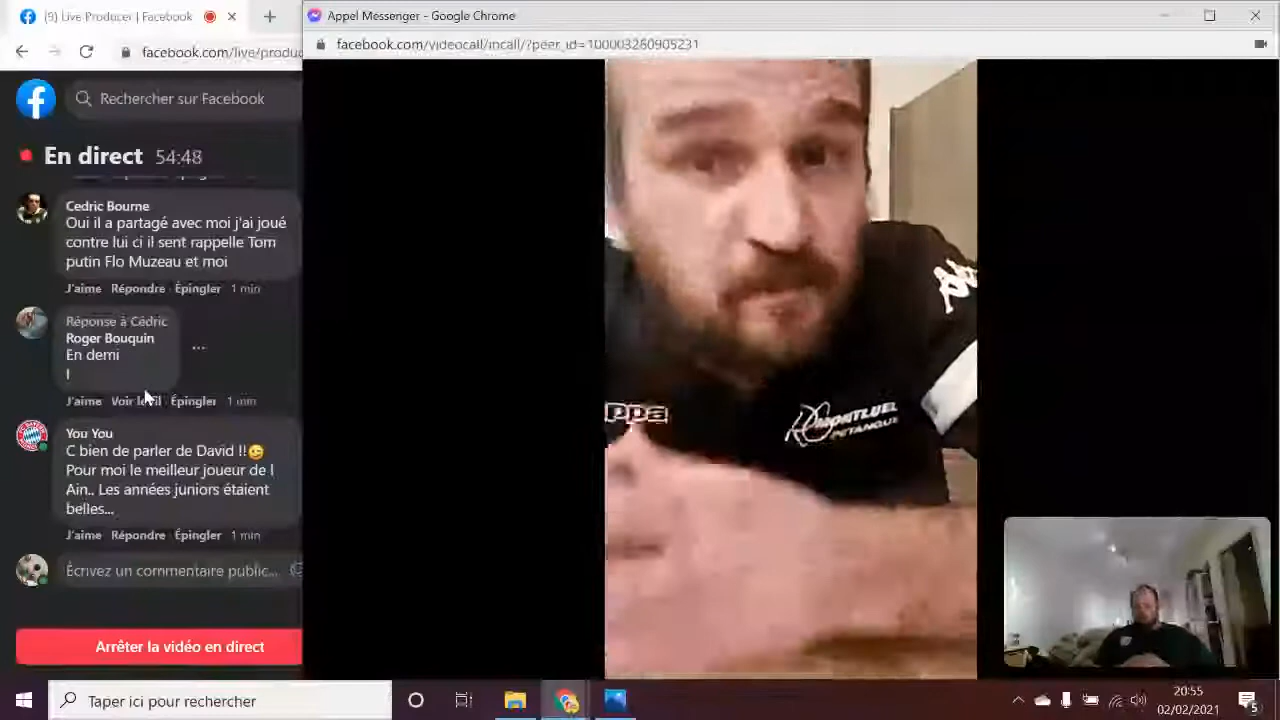 (9) Live Producer | Facebook
Appel Messenger - Google Chrome
facebook.com/live/produc
facebook.com/videocall/incall/?peer_id=100003280905231
Rechercher sur Facebook
En direct 54:48
Cedric Bourne
Oui il a partagé avec moi j'ai joué
contre lui ci il sent rappelle Tom
putin Flo Muzeau et moi
J'aime Répondre Épingler 1 min
Réponse à Cédric
Roger Bouquin
En demi
!
J'aime Voir le fil Épingler 1 min
You You
C bien de parler de David !!😉
Pour moi le meilleur joueur de l
Ain.. Les années juniors étaient
belles...
J'aime Répondre Épingler 1 min
Écrivez un commentaire public...
Arrêter la vidéo en direct
ppa
MONTLUEL
PETANQUE
Taper ici pour rechercher
20:55
02/02/2021
5